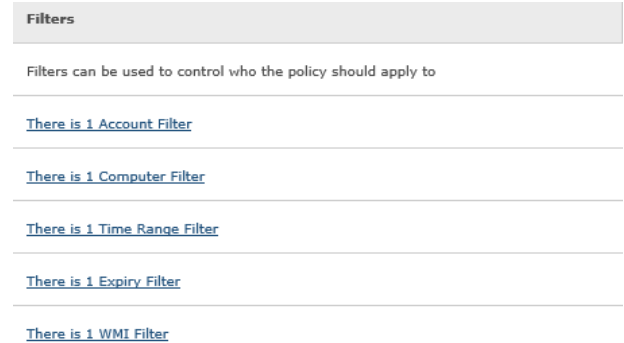 Filters
Filters can be used to control who the policy should apply to
There is 1 Account Filter
There is 1 Computer Filter
There is 1 Time Range Filter
There is 1 Expiry Filter
There is 1 WMI Filter